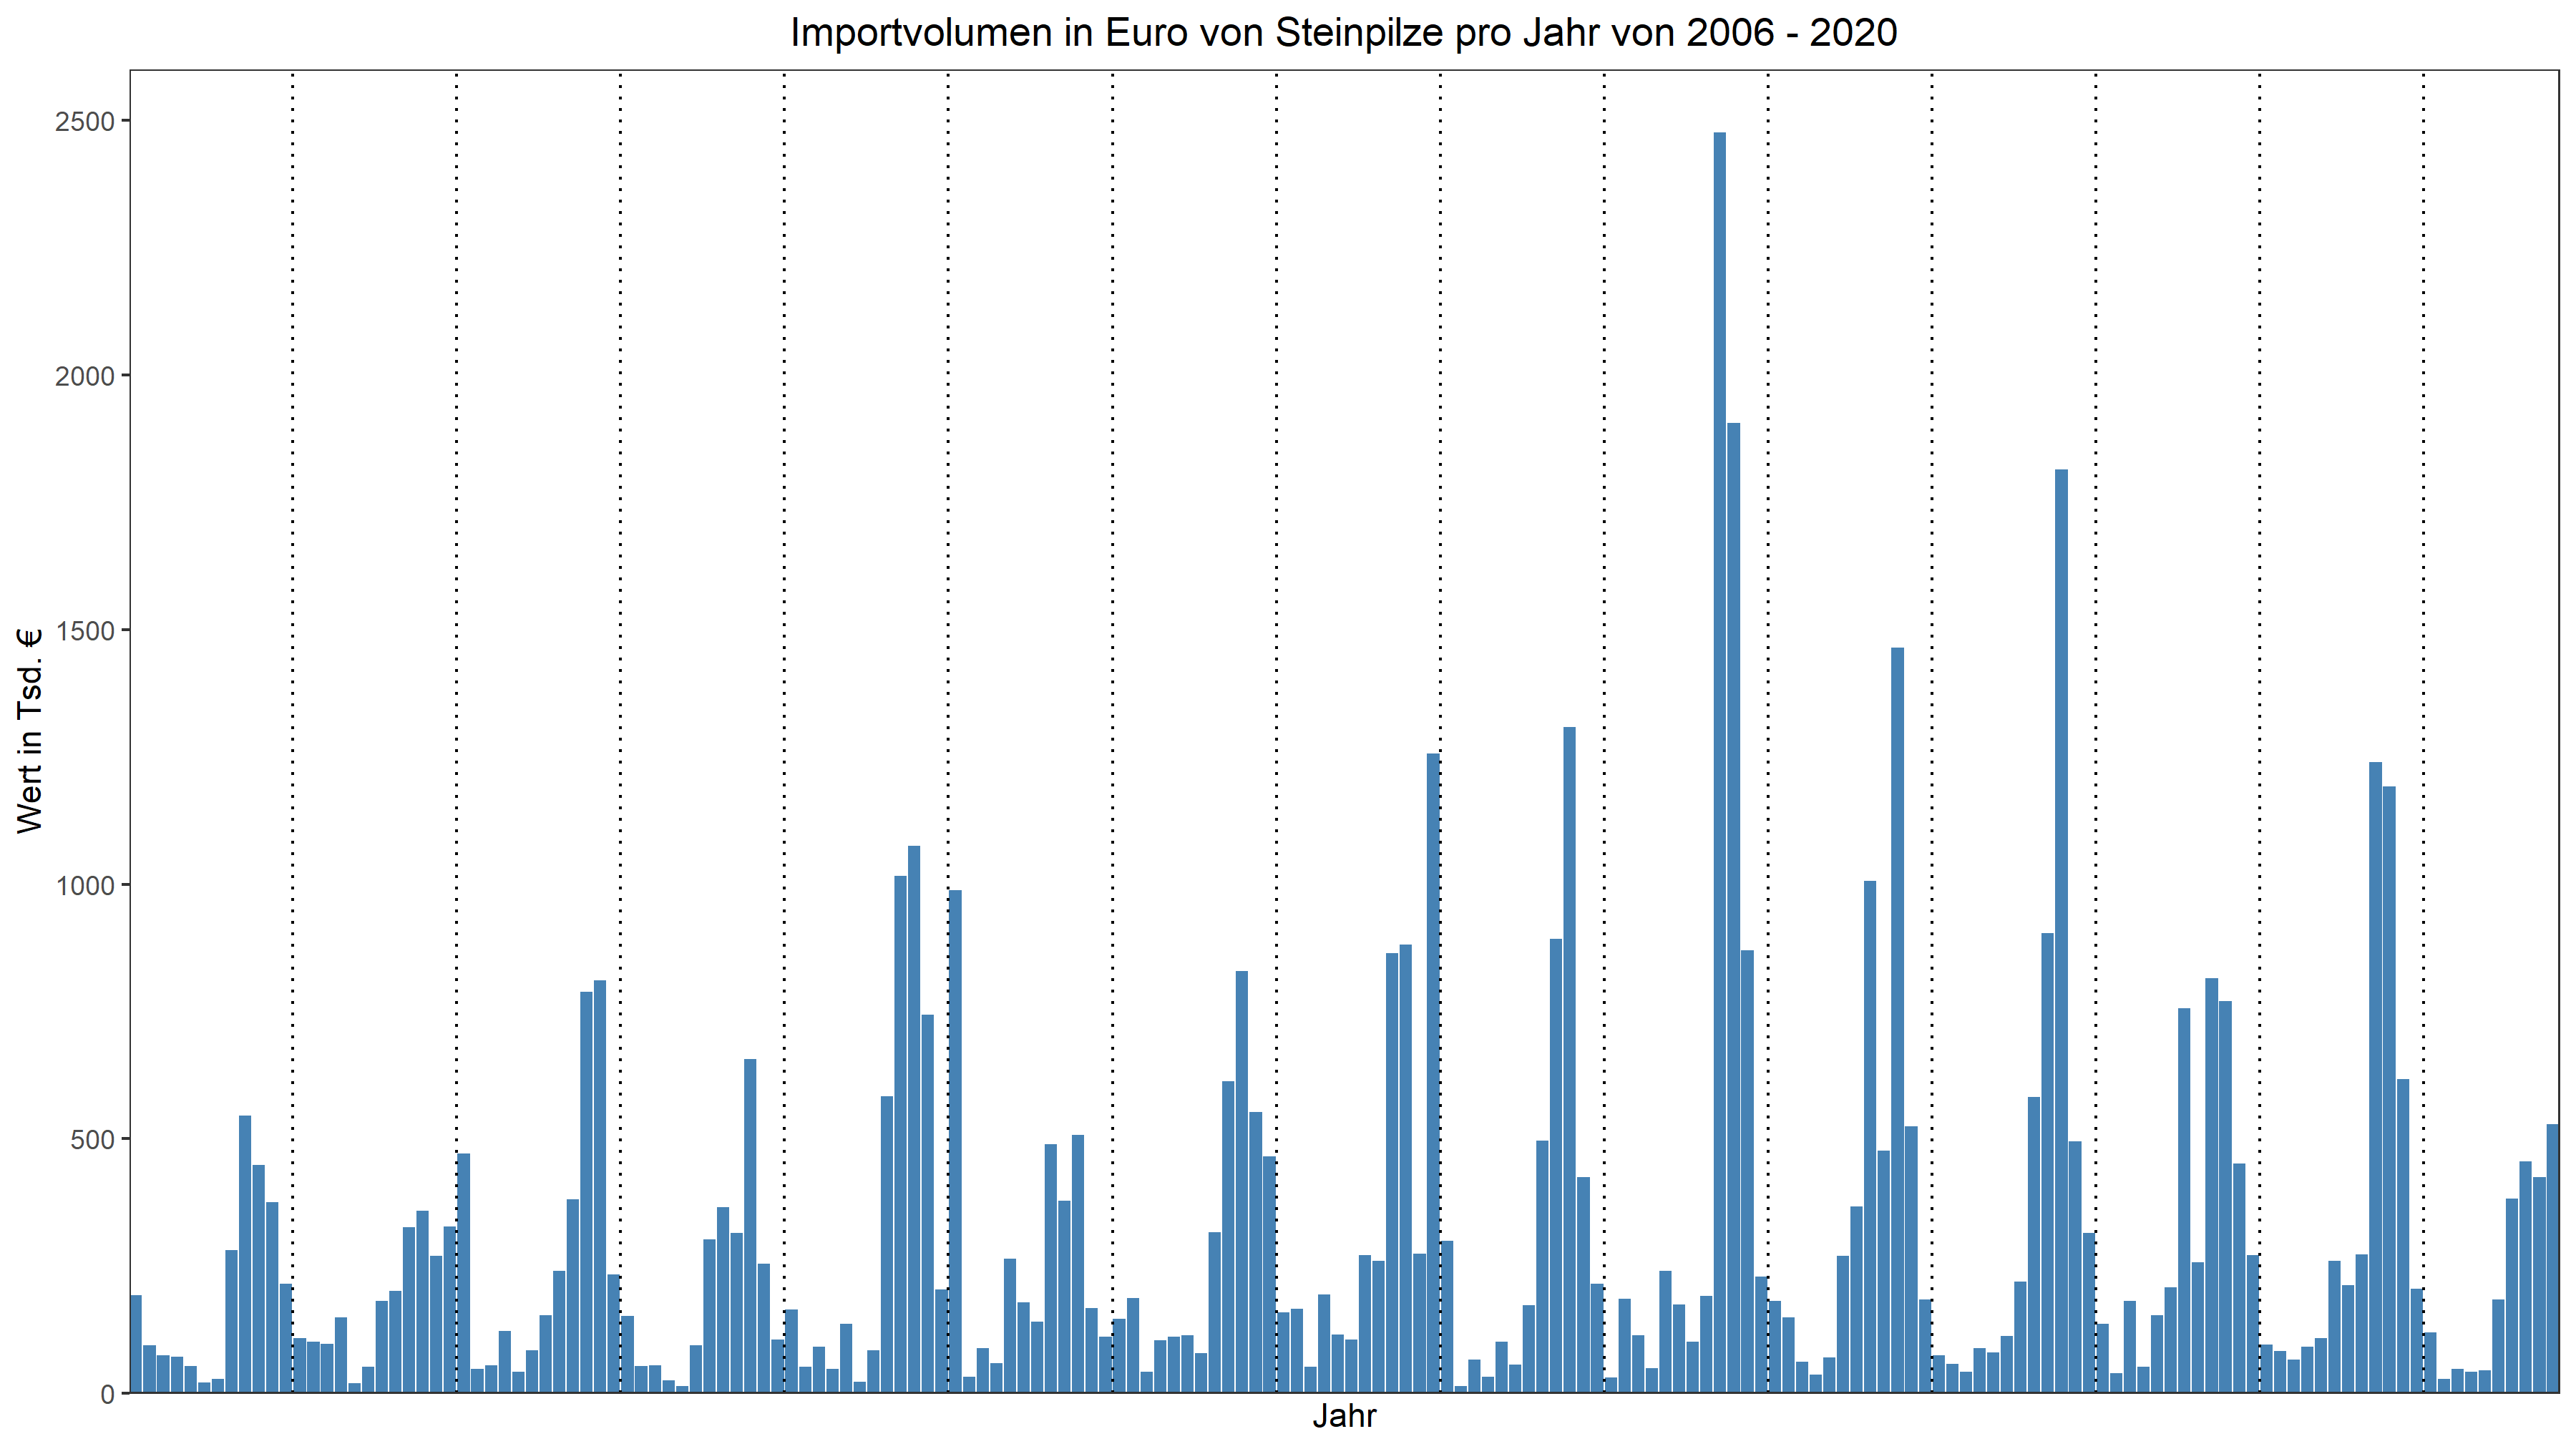 Importvolumen in Euro von Steinpilze pro Jahr von 2006 - 2020
2500
2000
1500
1000
500
0
Wert in Tsd. €
Jahr